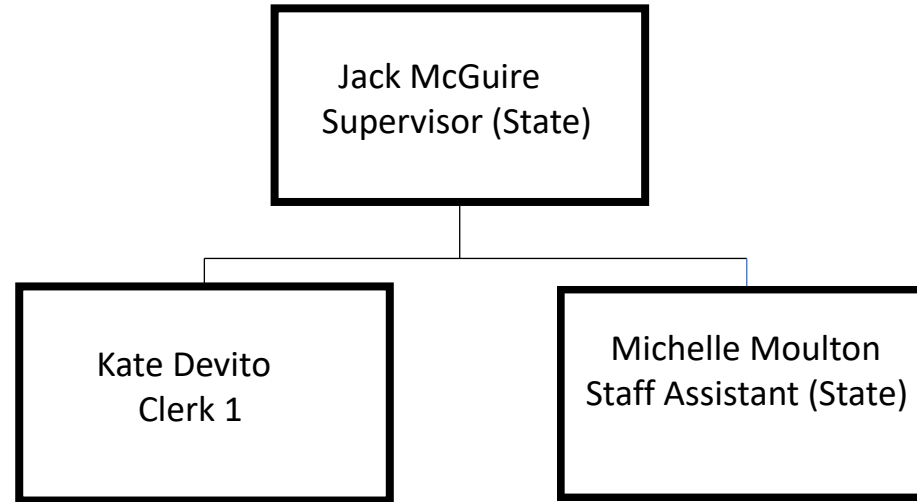 Jack McGuire
Supervisor (State)
Kate Devito
Clerk 1
Michelle Moulton
Staff Assistant (State)